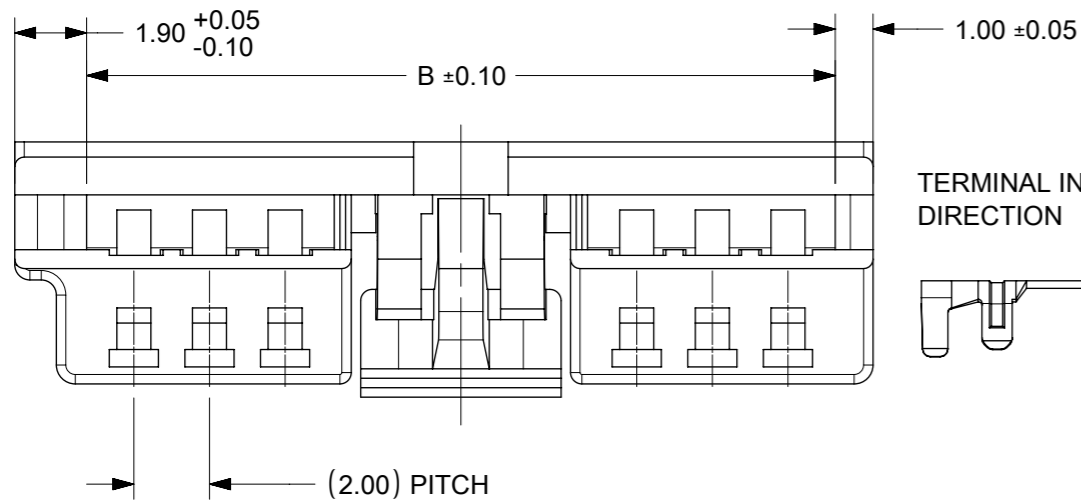 1.90 +0.05
-0.10
1.00 ±0.05
B ±0.10
TERMINAL IN
DIRECTION
(2.00) PITCH